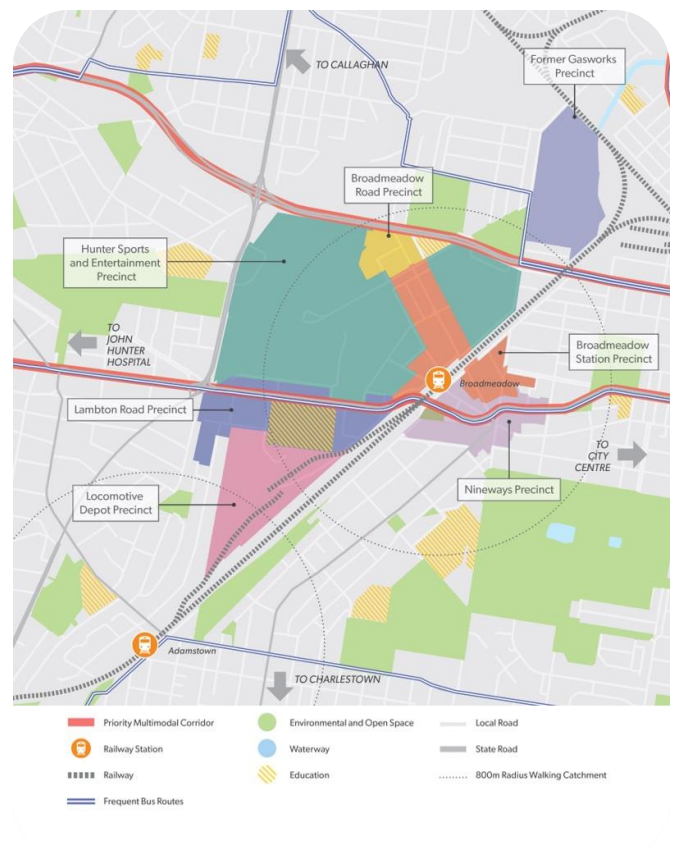 TO CALLAGHAN
Former Gasworks
Precinct
Broadmeadow
Road Precinct
Hunter Sports
and Entertainment
Precinct
TO
JOHN
HUNTER
HOSPITAL
Broadmeadow
Station Precinct
Broadmeadow
Lambton Road Precinct
TO
CITY
CENTRE
Nineways Precinct
Locomotive
Depot Precinct
Adamstown
TO CHARLESTOWN
Priority Multimodal Corridor
Environmental and Open Space
Local Road
Railway Station
Waterway
State Road
Railway
Education
800m Radius Walking Catchment
Frequent Bus Routes